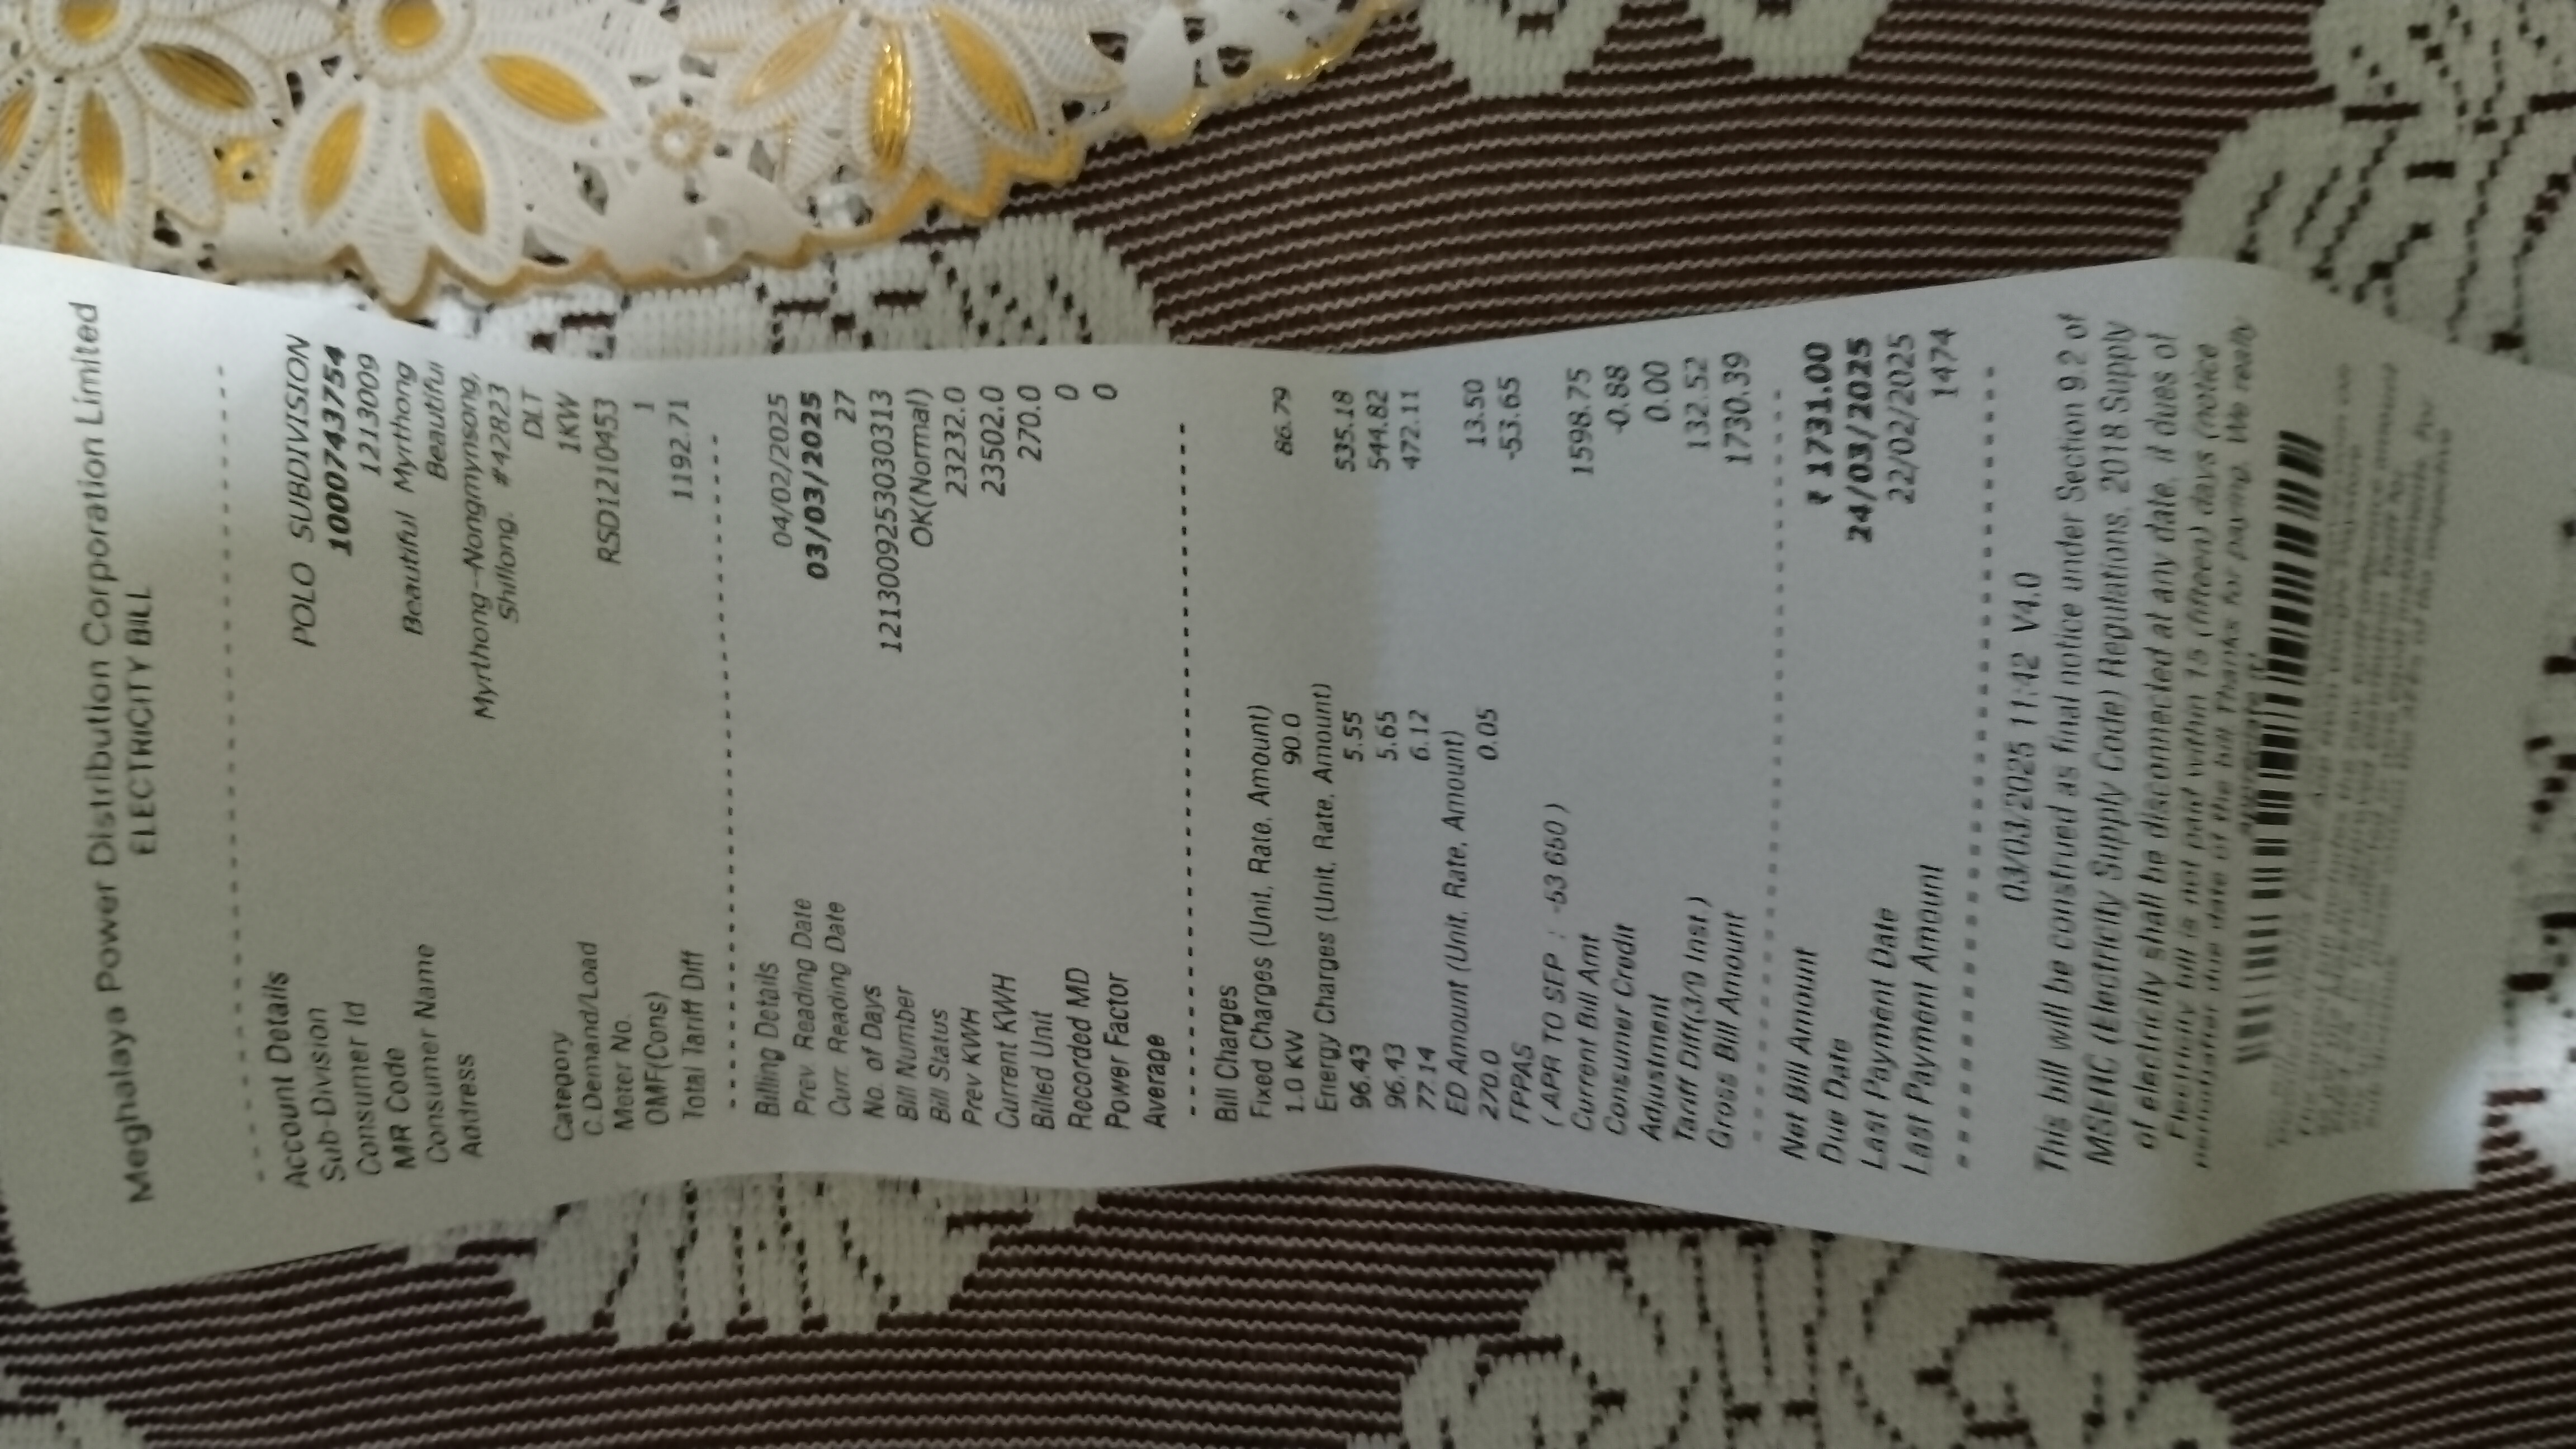 Meghalaya Power Distribution Corporation Limited
ELECTRICITY BILL
Account Details
Sub-Division POLO SUBDIVISION
Consumer Id 1000743754
MR Code 1213009
Consumer Name Beautiful Myrthong
Beautiful
Address Myrthong--Nongmynsong,
Shillong. #42823
Category DLT
C.Demand/Load 1KW
Meter No. RSD1210453
OMF(Cons) 1
Total Tariff Diff 1192.71
Billing Details
Prev. Reading Date 04/02/2025
Curr. Reading Date 03/03/2025
No. of Days 27
Bill Number 121300925303030313
Bill Status OK(Normal)
Prev KWH 23232.0
Current KWH 23502.0
Billed Unit 270.0
Recorded MD 0
Power Factor 0
Average
Bill Charges
Fixed Charges (Unit, Rate, Amount)
1.0 KW 90.0 86.79
Energy Charges (Unit, Rate, Amount)
96.43 5.55 535.18
96.43 5.65 544.82
77.14 6.12 472.11
ED Amount (Unit, Rate, Amount)
270.0 0.05 13.50
FPPAS -53.65
( APR TO SEP : -53.650 )
Current Bill Amt 1598.75
Consumer Credit -0.88
Adjustment 0.00
Tariff Diff(3/9 Inst.) 132.52
Gross Bill Amount 1730.39
Net Bill Amount ₹ 1731.00
Due Date 24/03/2025
Last Payment Date 22/02/2025
Last Payment Amount 1474
03/03/2025 11:42 V4.0
This bill will be construed as final notice under Section 9.2 of
MSERC (Electricity Supply Code) Regulations, 2018 Supply
of electricity shall be disconnected at any date, if dues of
Electricity bill is not paid within 15 (fifteen) days (notice
due date of the bill Thanks for paying. We really